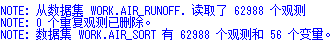 NOTE: 从数据集 WORK.AIR_RUNOFF. 读取了 62988 个观测
NOTE: 0 个重复观测已删除。
NOTE: 数据集 WORK.AIR_SORT 有 62988 个观测和 56 个变量。